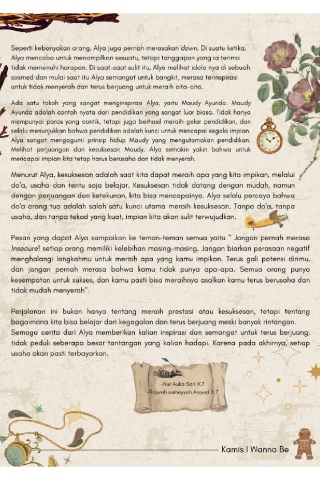 Seperti kebanyakan orang, Alya juga pernah merasakan down. Di suatu ketika,
Alya mencoba untuk menampilkan sesuatu, tetapi tanggapan yang ia terima
tidak memenuhi harapan. Di saat-saat sulit itu, Alya melihat idola nya di sebuah
sosmed dan mulai saat itu Alya semangat untuk bangkit, merasa terinspirasi
untuk tidak menyerah dan terus berjuang untuk meraih cita-cita.
Ada satu tokoh yang sangat menginspirasi Alya, yaitu Maudy Ayunda. Maudy
Ayunda adalah contoh nyata dari pendidikan yang sangat luar biasa. Tidak hanya
mempunyai paras yang cantik, tetapi juga berhasil meraih gelar pendidikan, dan
selalu menunjukkan bahwa pendidikan adalah kunci untuk mencapai segala impian.
Alya sangat mengagumi prinsip hidup Maudy yang mengutamakan pendidikan.
Melihat perjuangan dan kesuksesan Maudy, Alya semakin yakin bahwa untuk
mencapai impian kita tetap harus berusaha dan tidak menyerah.
Menurut Alya, kesuksesan adalah saat kita dapat meraih apa yang kita impikan, melalui
do'a, usaha dan tentu saja belajar. Kesuksesan tidak datang dengan mudah, namun
dengan perjuangan dan ketekunan, kita bisa mencapainya. Alya selalu percaya bahwa
do'a orang tua adalah salah satu kunci utama meraih kesuksesan. Tanpa do'a, tanpa
usaha, dan tanpa tekad yang kuat, impian kita akan sulit terwujudkan.
Pesan yang dapat Alya sampaikan ke teman-teman semua yaitu " Jangan pernah merasa
Insecure! setiap orang memiliki kelebihan masing-masing, Jangan biarkan perasaan negatif
menghalangi langkahmu untuk meraih apa yang kamu impikan. Terus gali potensi dirimu,
dan jangan pernah merasa bahwa kamu tidak punya apa-apa. Semua orang punya
kesempatan untuk sukses, dan kamu pasti bisa meraihnya asalkan kamu terus berusaha dan
tidak mudah menyerah".
Perjalanan ini bukan hanya tentang meraih prestasi atau kesuksesan, tetapi tentang
bagaimana kita bisa belajar dari kegagalan dan terus berjuang meski banyak rintangan.
Semoga cerita dari Alya memberikan kalian inspirasi dan semangat untuk terus berjuang,
tidak peduli seberapa besar tantangan yang kalian hadapi. Karena pada akhirnya, setiap
usaha akan pasti terbayarkan.
-Nur Aulia Sari X.7
sumayyah Arsyad X.7
Kamis I Wanna Be